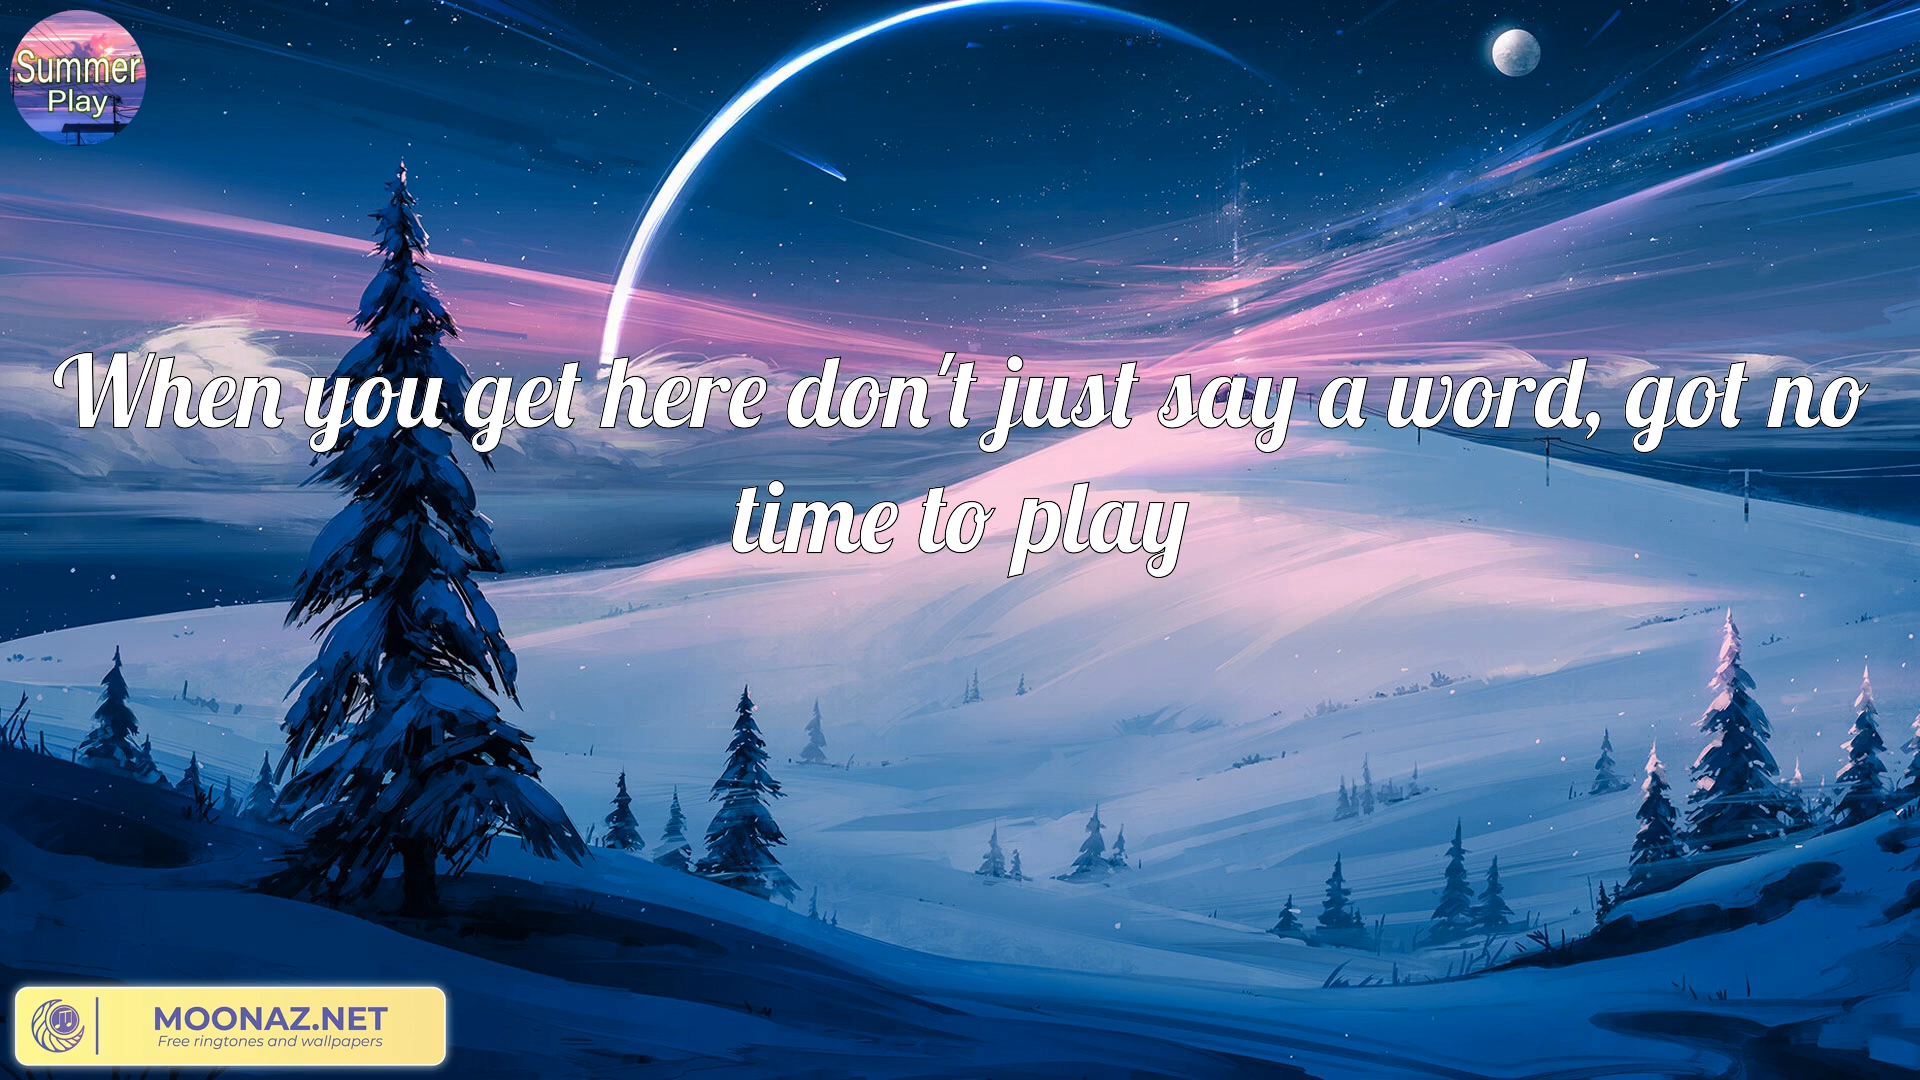 Summer
Play
When you get here don't just say a word, got no
time to play
MOONAZ.NET
Free ringtones and wallpapers